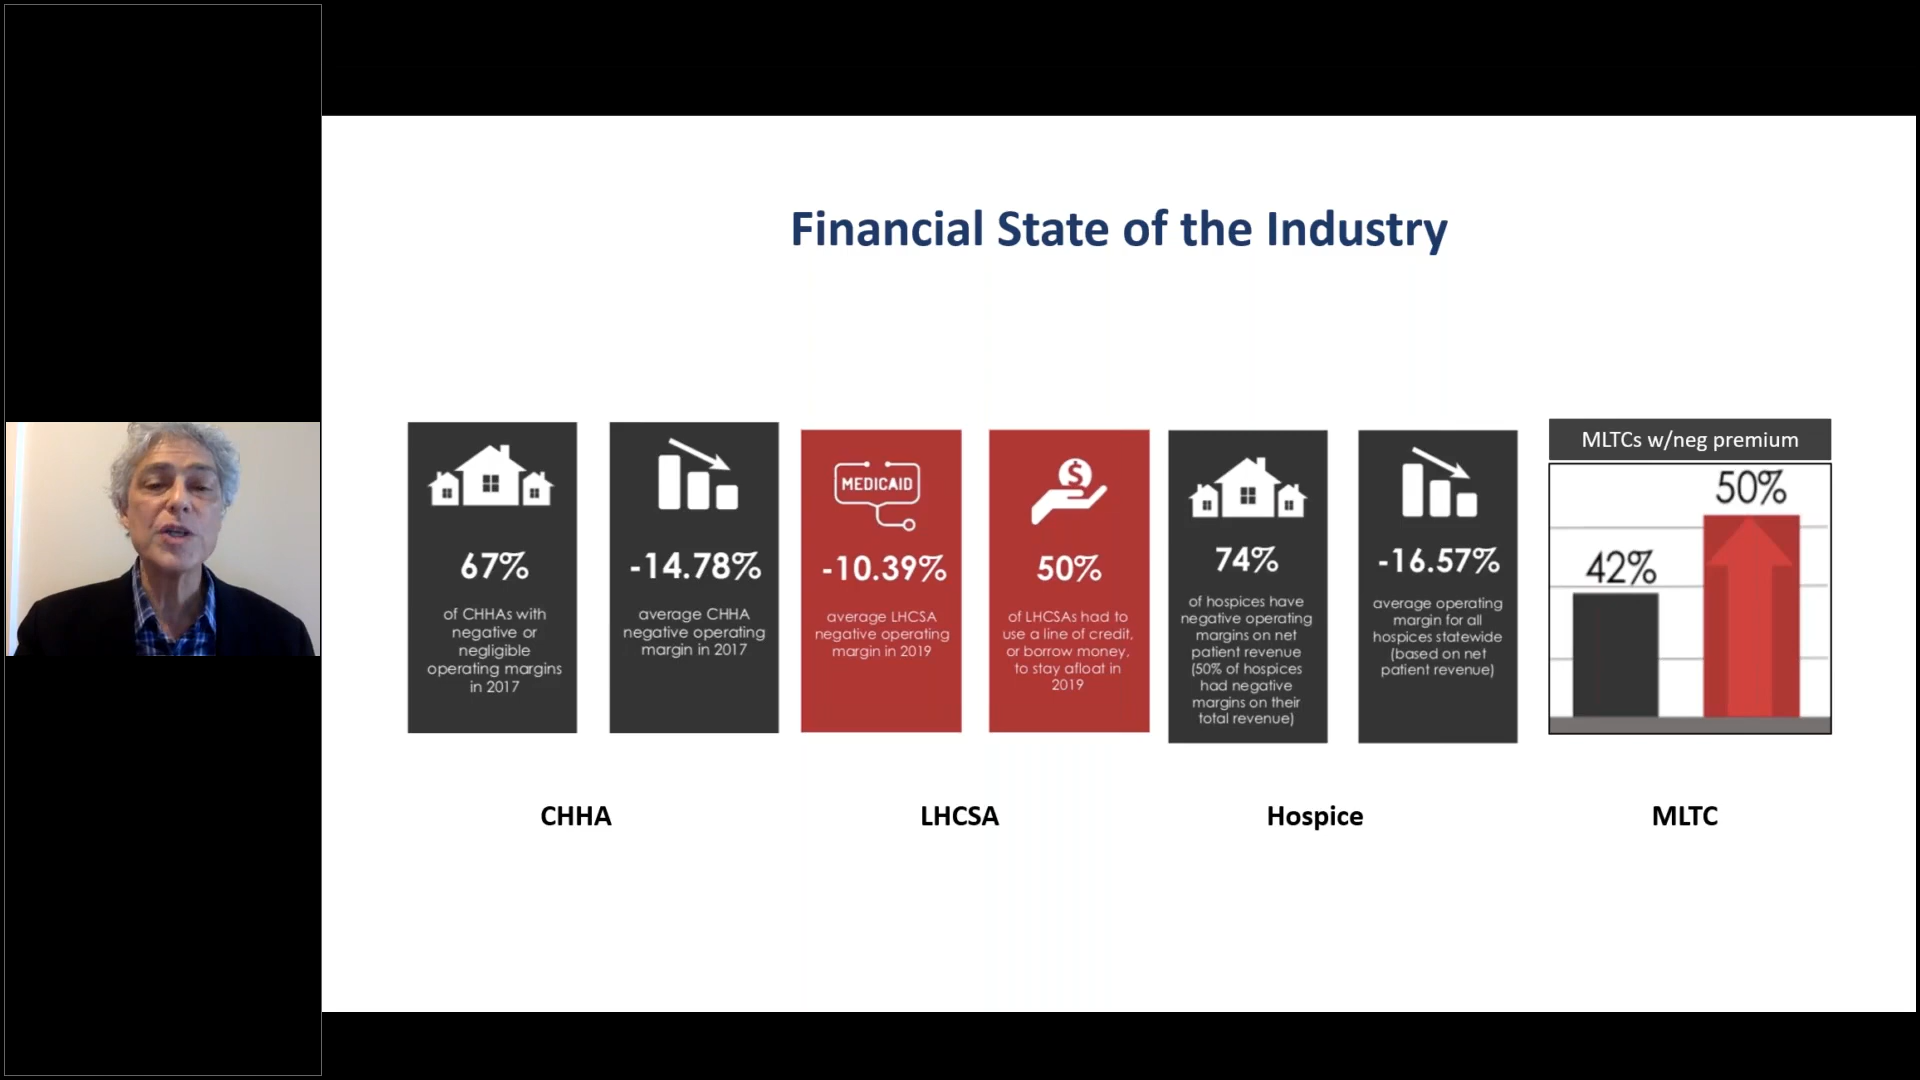 Financial State of the Industry
67%
of CHHAs with
negative or
negligible
operating margins
in 2017
-14.78%
average CHHA
negative operating
margin in 2017
MEDICAID
-10.39%
average LHCSA
negative operating
margin in 2019
$
50%
of LHCSAs had to
use a line of credit,
or borrow money,
to stay afloat in
2019
74%
of hospices have
negative operating
margins on net
patient revenue
(50% of hospices
had negative
margins on their
total revenue)
-16.57%
average operating
margin for all
hospices statewide
(based on net
patient revenue)
MLTCs w/neg premium
42%
50%
CHHA
LHCSA
Hospice
MLTC